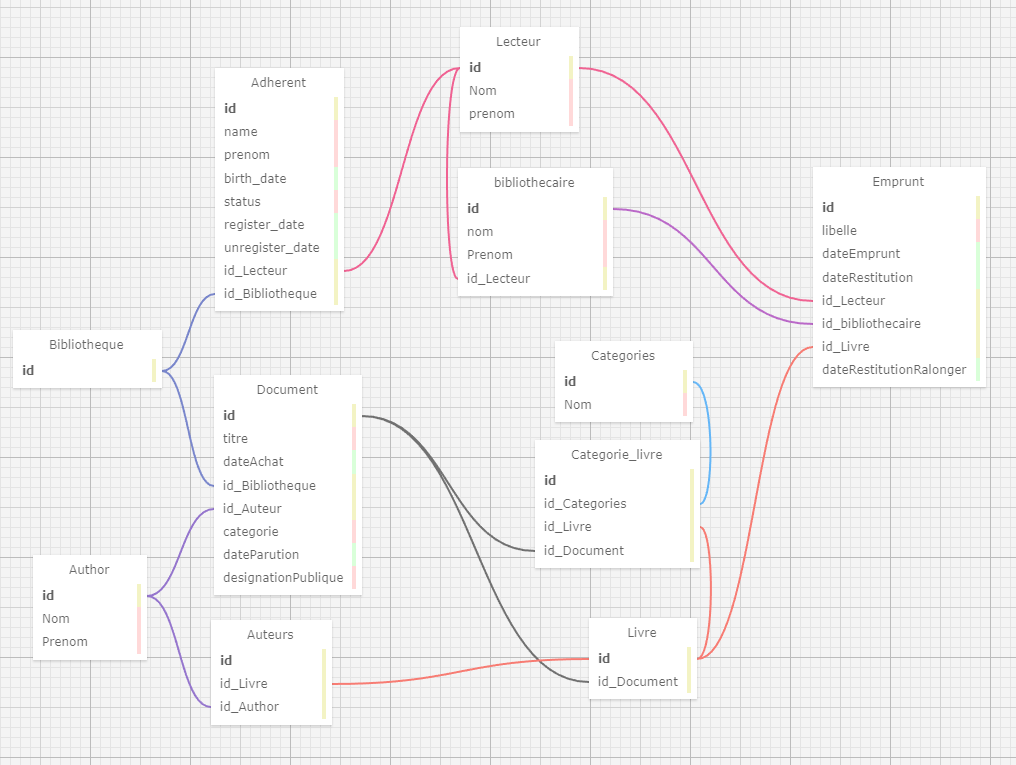 Lecteur
id
Nom
prenom
Adherent
id
name
prenom
birth_date
status
register_date
unregister_date
id_Lecteur
id_Bibliotheque
bibliothecaire
id
nom
Prenom
id_Lecteur
Emprunt
id
libelle
dateEmprunt
dateRestitution
id_Lecteur
id_bibliothecaire
id_Livre
dateRestitutionRalonger
Bibliotheque
id
Categories
id
Nom
Document
id
titre
dateAchat
id_Bibliotheque
id_Auteur
categorie
dateParution
designationPublique
Categorie_livre
id
id_Categories
id_Livre
id_Document
Author
id
Nom
Prenom
Auteurs
id
id_Livre
id_Author
Livre
id
id_Document